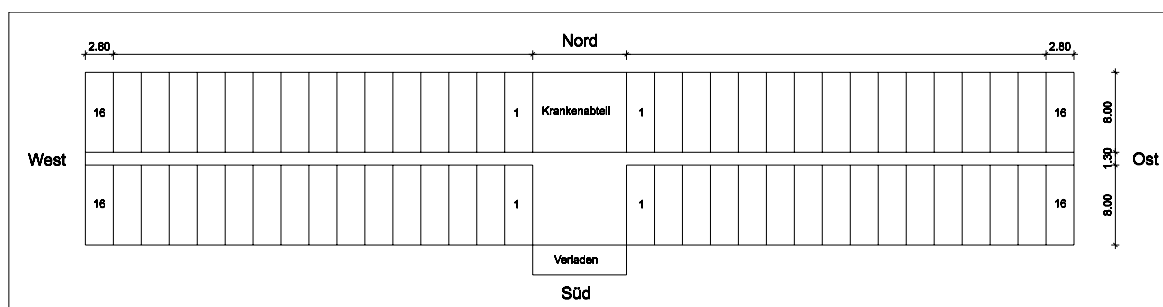 2.80 Nord 2.80
16 1 Krankenabteil 1 16 8.00
West 1.30 Ost
16 1 1 16 8.00
Verladen
Süd